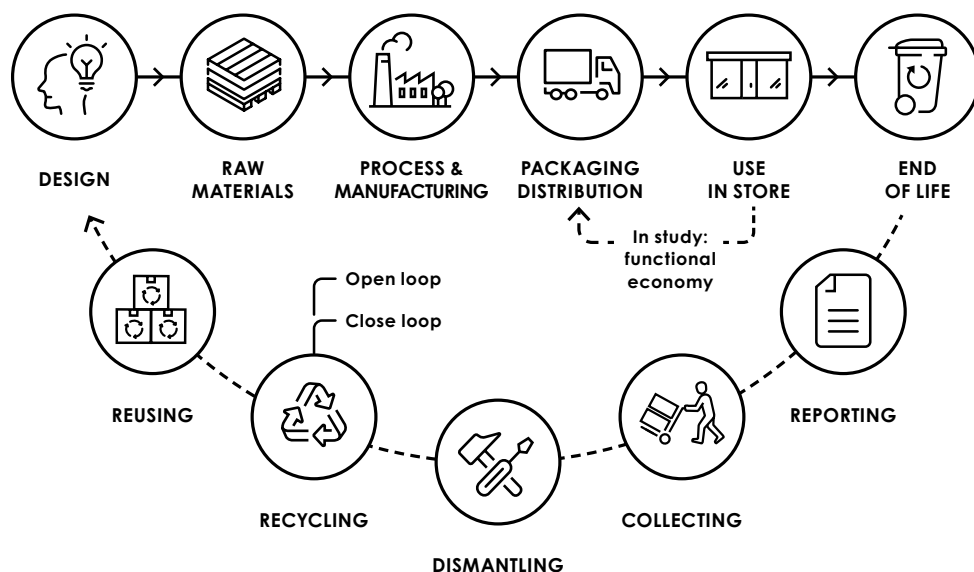 DESIGN
RAW
MATERIALS
PROCESS &
MANUFACTURING
PACKAGING
DISTRIBUTION
USE
IN STORE
END
OF LIFE
In study:
functional
economy
Open loop
Close loop
REUSING
RECYCLING
DISMANTLING
COLLECTING
REPORTING